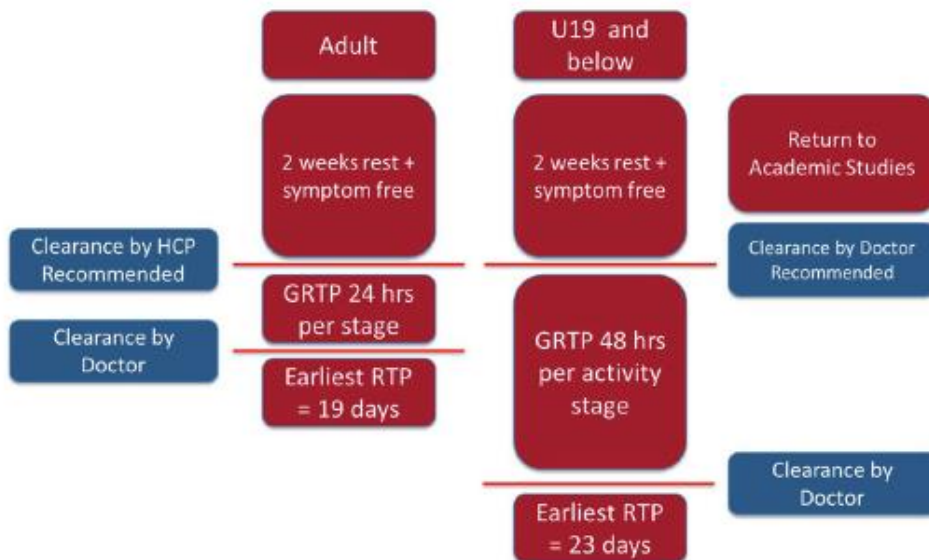 Adult
U19 and
below
2 weeks rest +
symptom free
2 weeks rest +
symptom free
Return to
Academic Studies
Clearance by HCP
Recommended
Clearance by Doctor
Recommended
GRTP 24 hrs
per stage
GRTP 48 hrs
per activity
stage
Clearance by
Doctor
Earliest RTP
= 19 days
Clearance by
Doctor
Earliest RTP
= 23 days